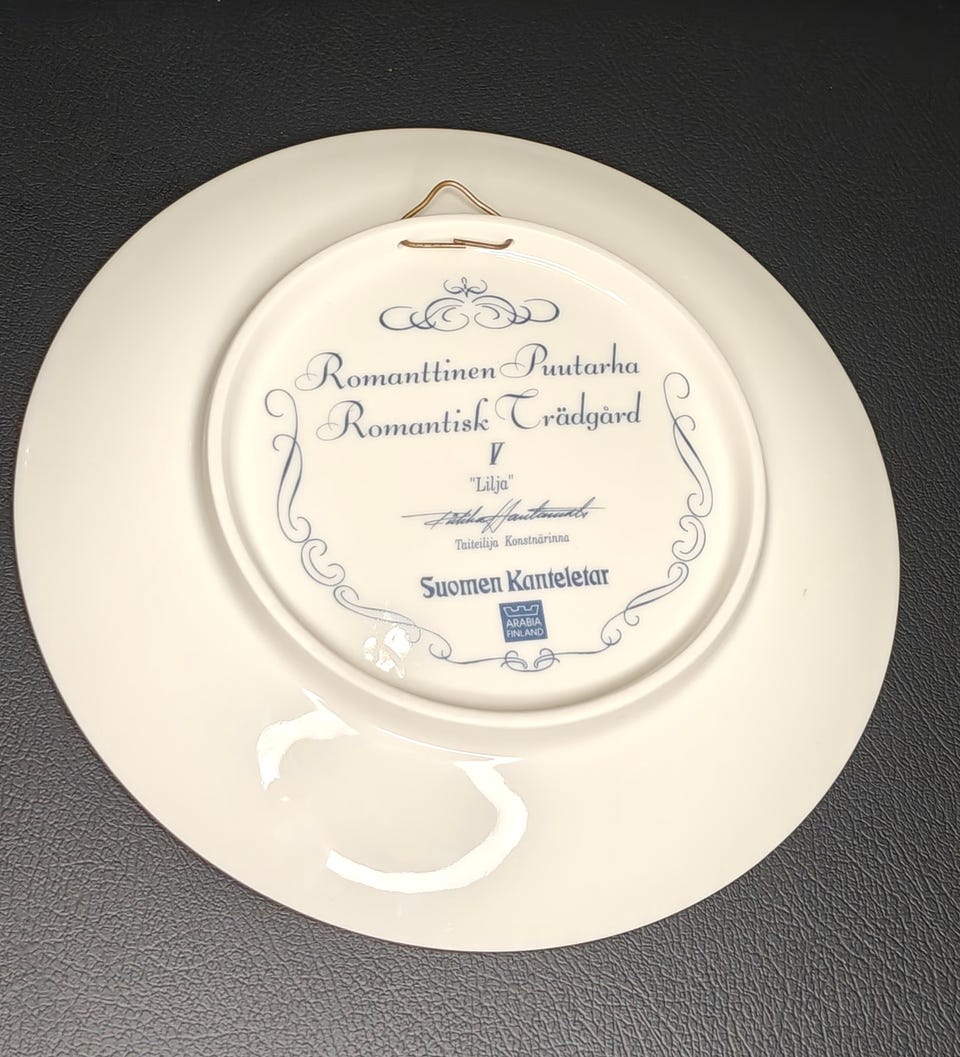 Romanttinen Puutarha
Romantisk Trädgård
V
"Lilja"
Taiteilija Konstnärinna
Suomen Kanteletar
ARABIA
FINLAND